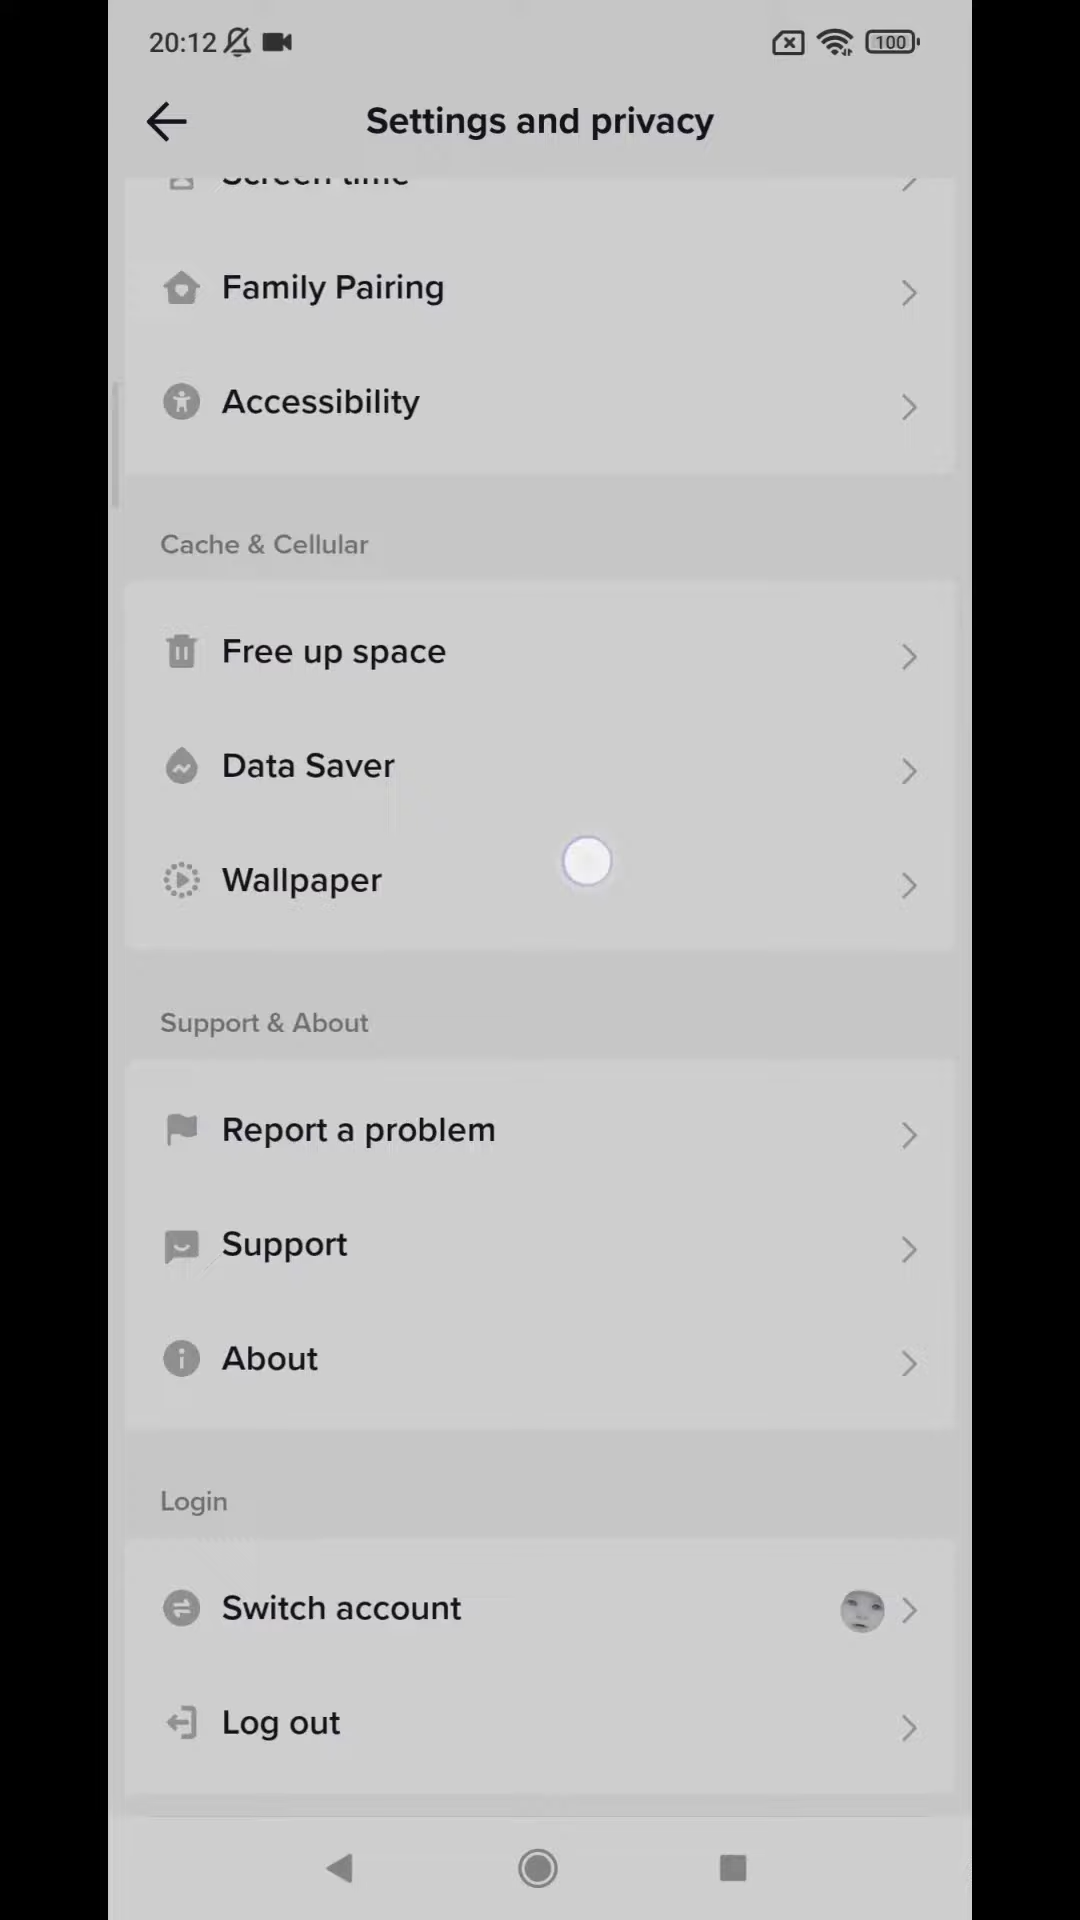 20:12
100
Settings and privacy
Screen time
Family Pairing
Accessibility
Cache & Cellular
Free up space
Data Saver
Wallpaper
Support & About
Report a problem
Support
About
Login
Switch account
Log out